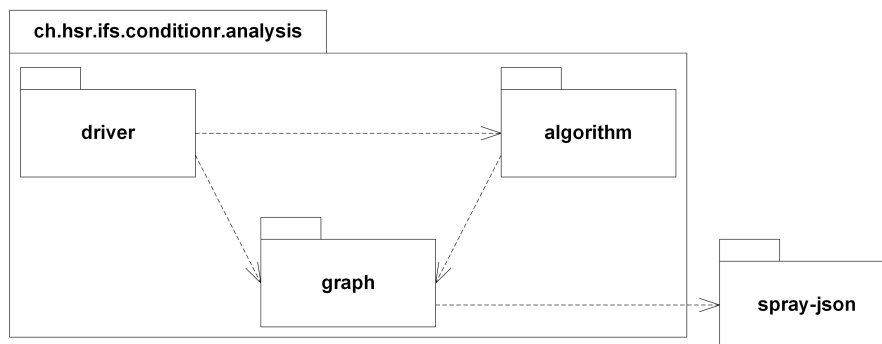 ch.hsr.ifs.conditionr.analysis
driver
algorithm
graph
spray-json